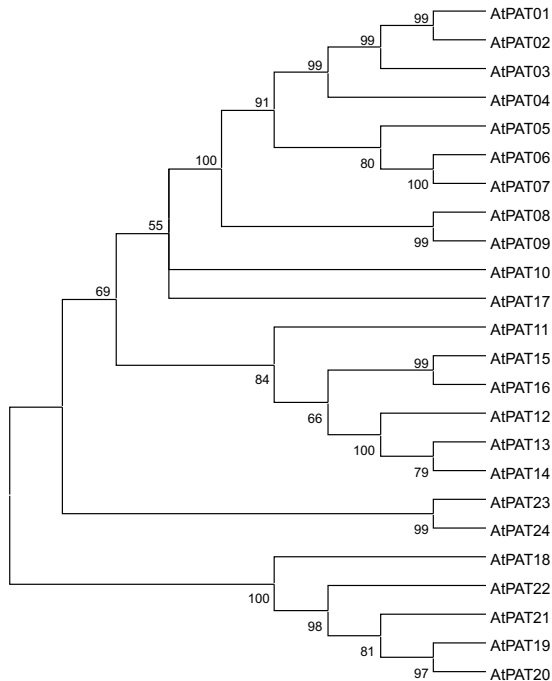 99 AtPAT01
99 AtPAT02
99 AtPAT03
91 AtPAT04
AtPAT05
100 80 AtPAT06
100 AtPAT07
AtPAT08
55 99 AtPAT09
AtPAT10
69 AtPAT17
AtPAT11
84 99 AtPAT15
AtPAT16
66 AtPAT12
100 AtPAT13
79 AtPAT14
AtPAT23
99 AtPAT24
AtPAT18
100 AtPAT22
98 AtPAT21
81 AtPAT19
97 AtPAT20